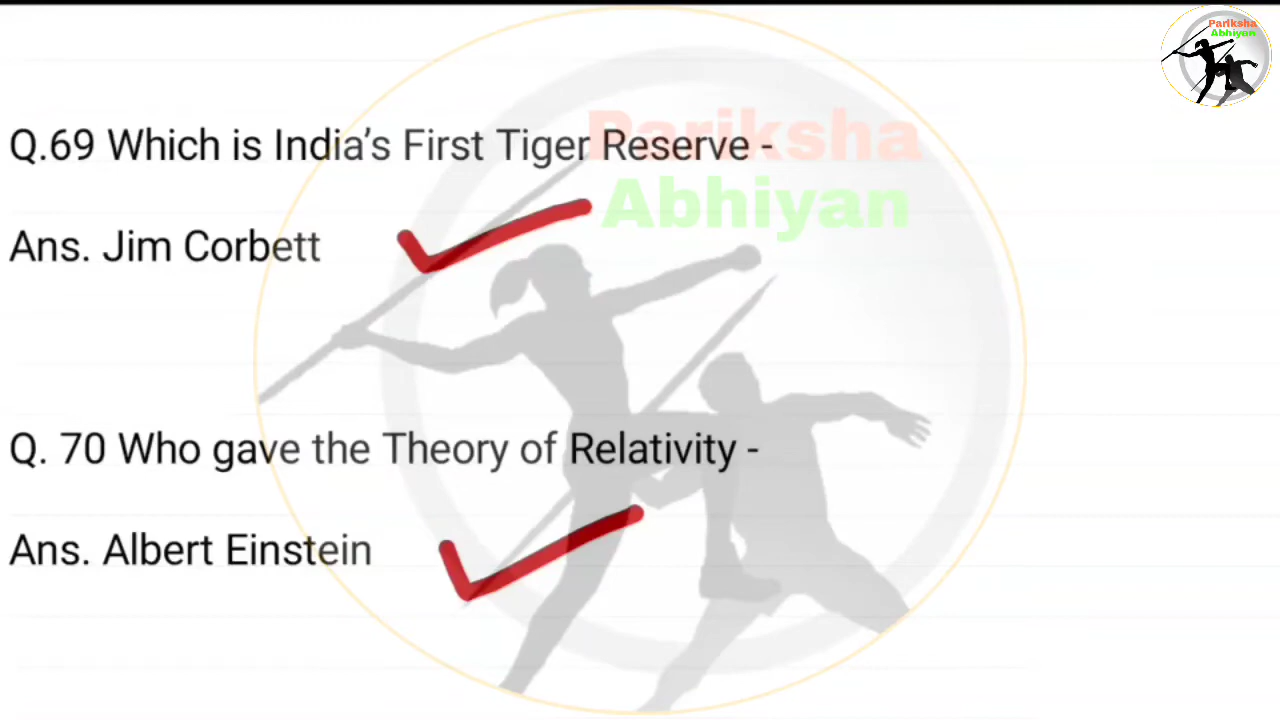 Pariksha
Abhiyan
Q.69 Which is India’s First Tiger Reserve -
Pariksha
Abhiyan
Ans. Jim Corbett
Q. 70 Who gave the Theory of Relativity -
Ans. Albert Einstein